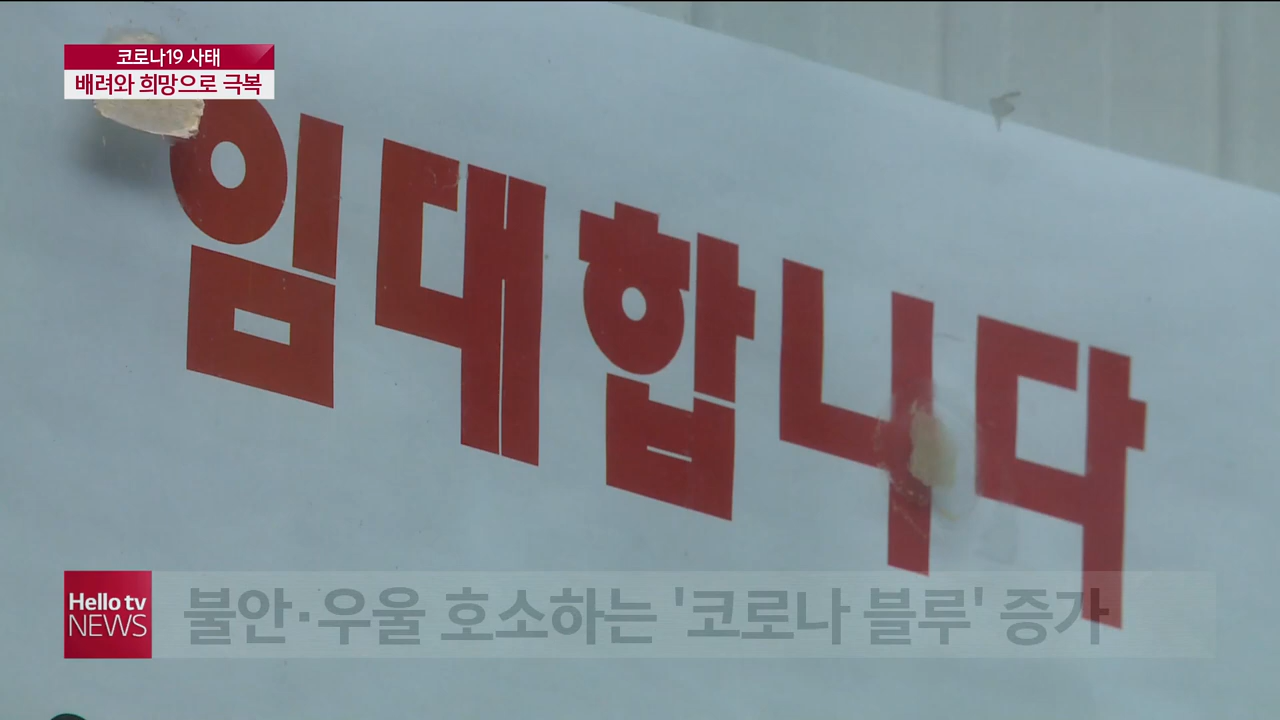 코로나19 사태
배려와 희망으로 극복
임대합니다
Hello tv
NEWS
불안·우울 호소하는 '코로나 블루' 증가